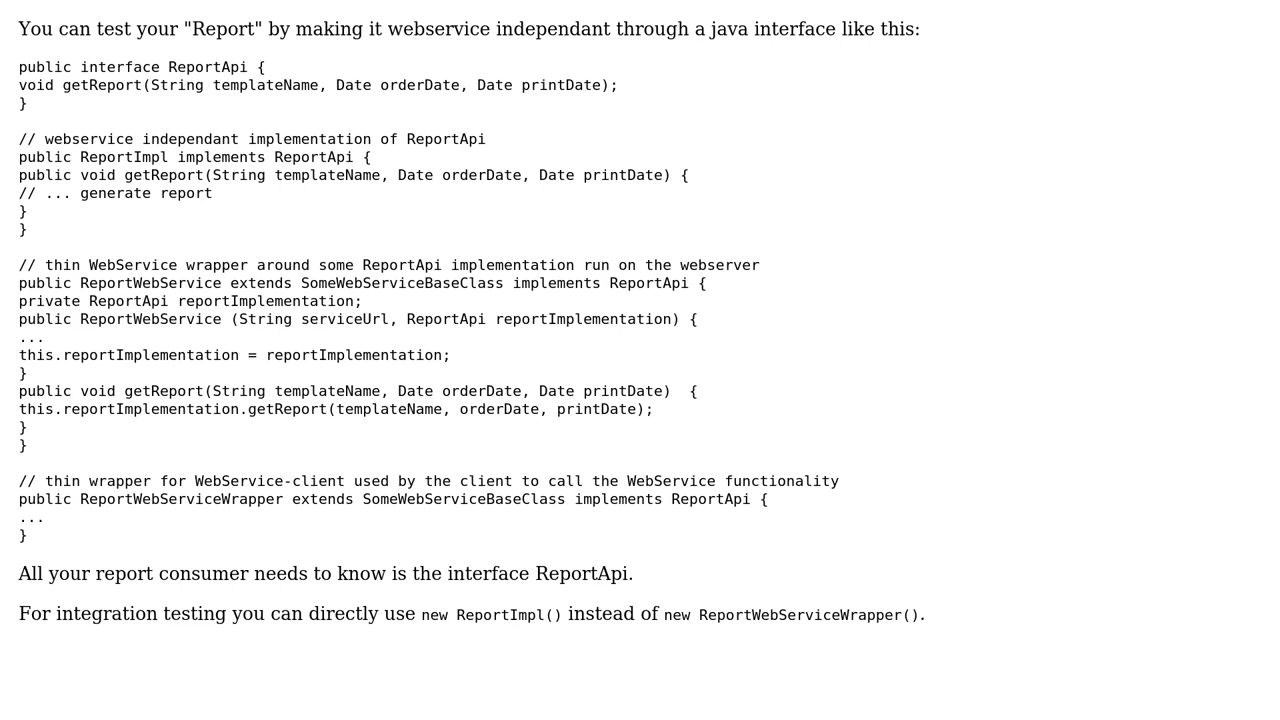 You can test your "Report" by making it webservice independant through a java interface like this:
public interface ReportApi {
void getReport(String templateName, Date orderDate, Date printDate);
}
// webservice independant implementation of ReportApi
public ReportImpl implements ReportApi {
public void getReport(String templateName, Date orderDate, Date printDate) {
// ... generate report
}
}
// thin WebService wrapper around some ReportApi implementation run on the webserver
public ReportWebService extends SomeWebServiceBaseClass implements ReportApi {
private ReportApi reportImplementation;
public ReportWebService (String serviceUrl, ReportApi reportImplementation) {
...
this.reportImplementation = reportImplementation;
}
public void getReport(String templateName, Date orderDate, Date printDate)  {
this.reportImplementation.getReport(templateName, orderDate, printDate);
}
}
// thin wrapper for WebService-client used by the client to call the WebService functionality
public ReportWebServiceWrapper extends SomeWebServiceBaseClass implements ReportApi {
...
}
All your report consumer needs to know is the interface ReportApi.
For integration testing you can directly use new ReportImpl() instead of new ReportWebServiceWrapper().